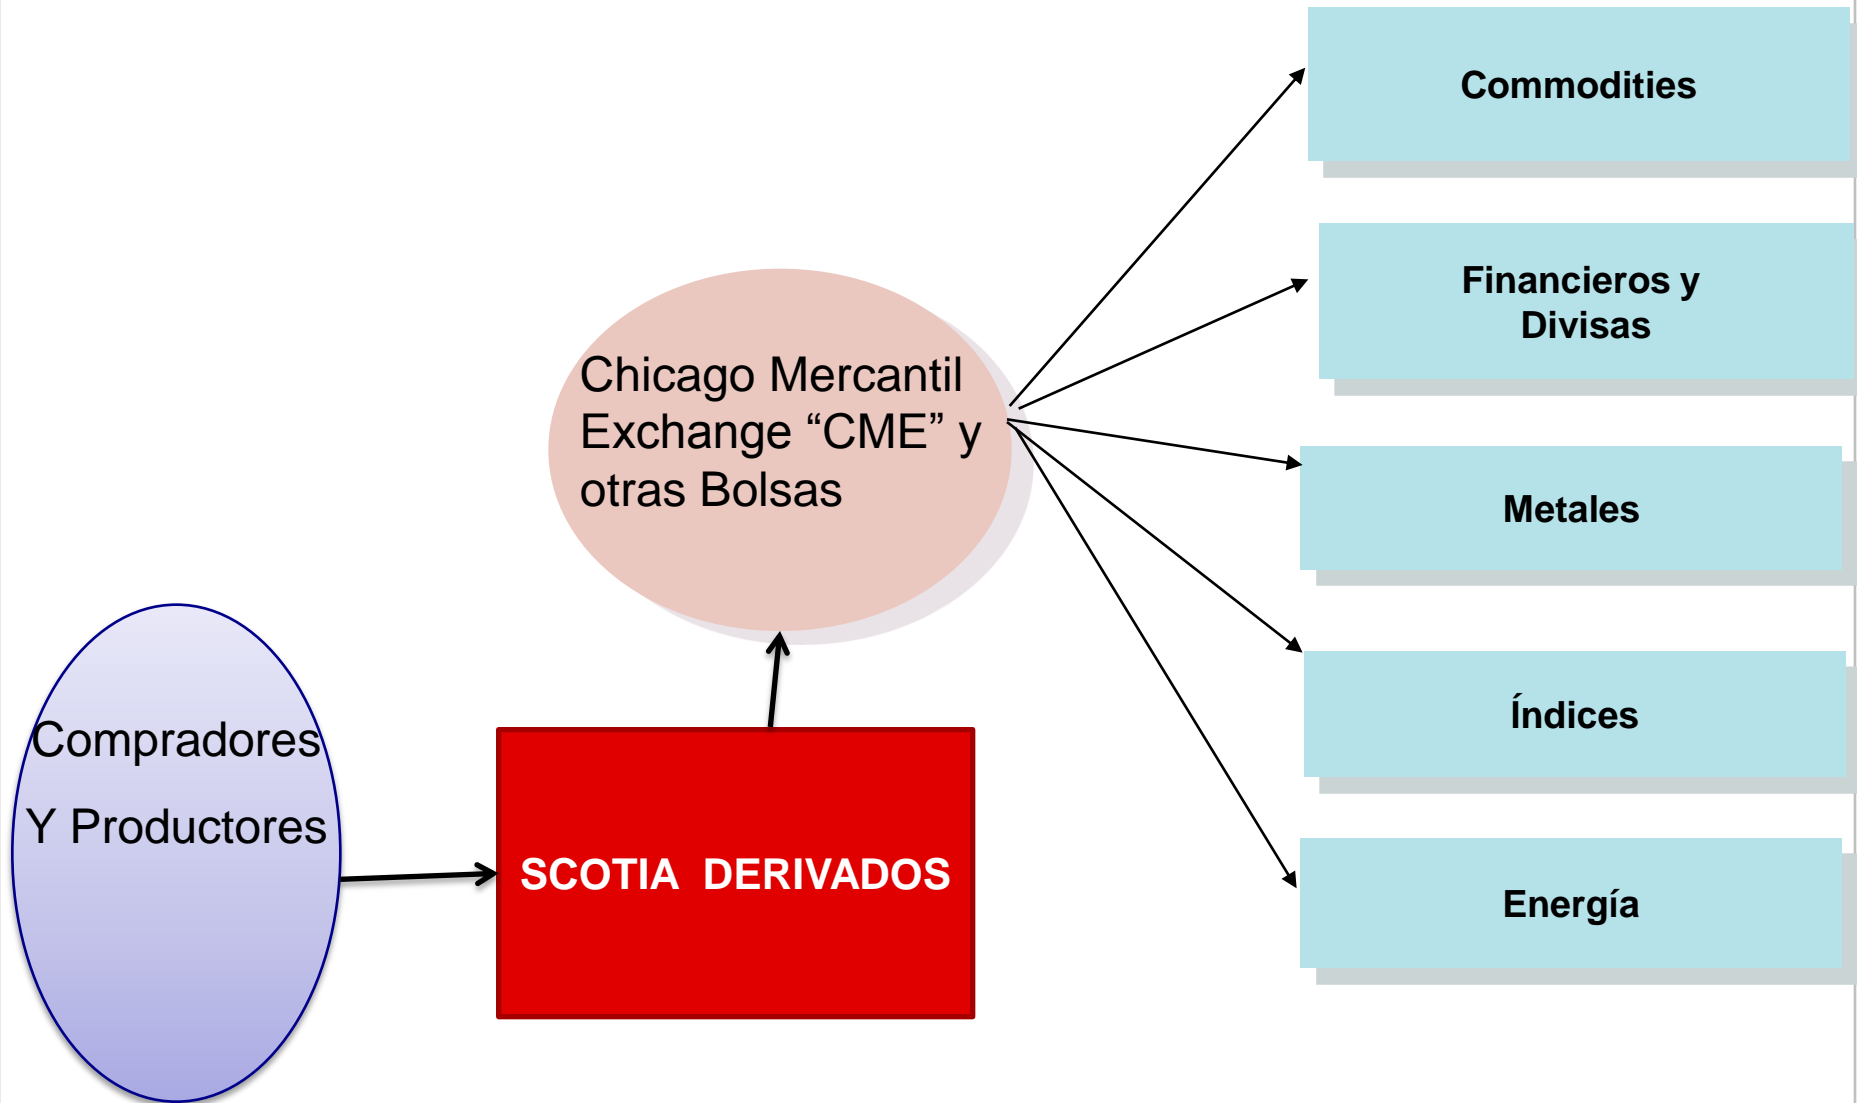 Commodities
Financieros y
Divisas
Chicago Mercantil
Exchange “CME” y
otras Bolsas
Metales
Índices
Compradores
Y Productores
SCOTIA DERIVADOS
Energía